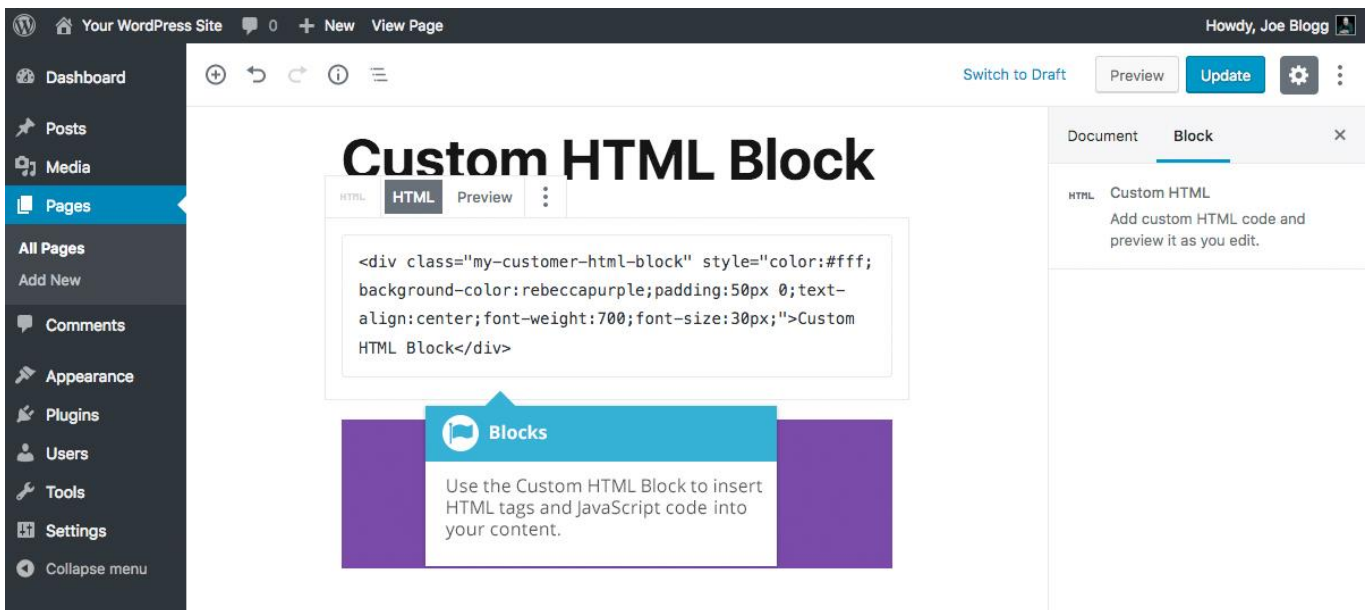 Your WordPress Site 0 New View Page Howdy, Joe Blogg
Dashboard
Posts
Media
Pages
All Pages
Add New
Comments
Appearance
Plugins
Users
Tools
Settings
Collapse menu
Switch to Draft Preview Update
Custom HTML Block
HTML HTML Preview
<div class="my-customer-html-block" style="color:#fff;
background-color:rebeccapurple;padding:50px 0;text-
align:center;font-weight:700;font-size:30px;">Custom
HTML Block</div>
Blocks
Use the Custom HTML Block to insert
HTML tags and JavaScript code into
your content.
Document Block
HTML Custom HTML
Add custom HTML code and
preview it as you edit.